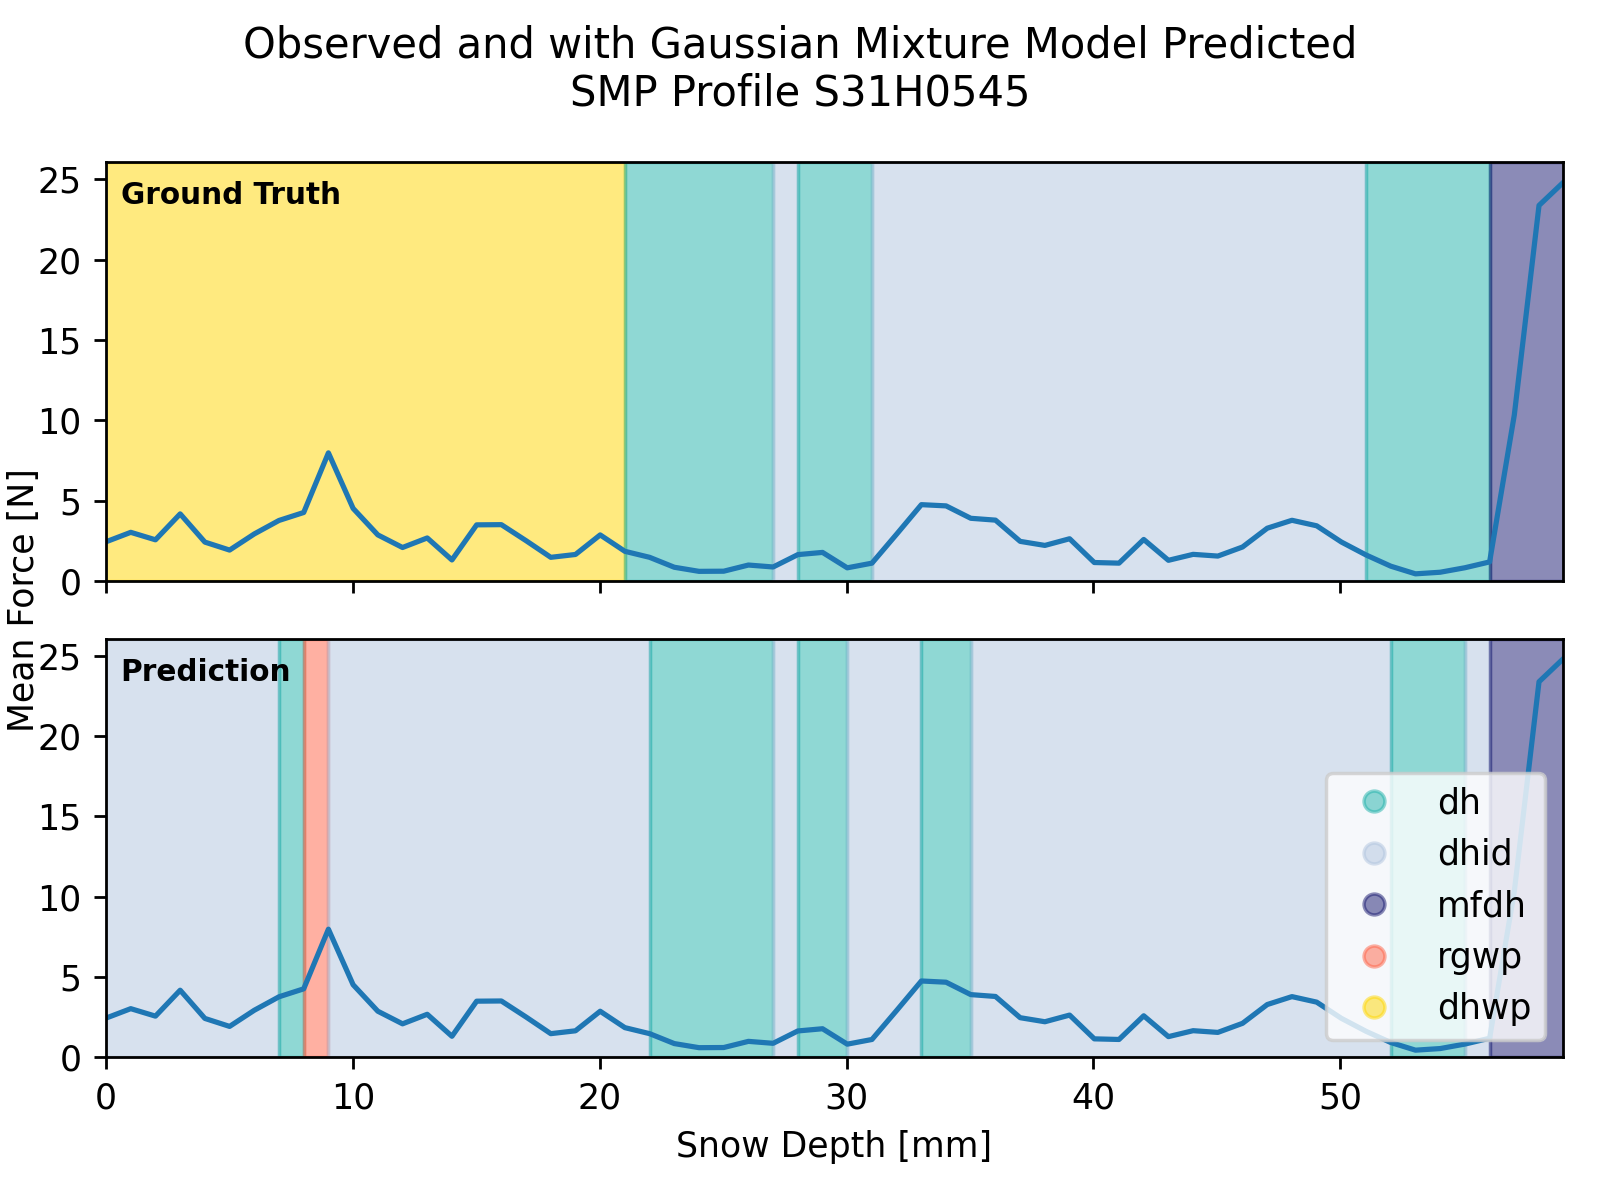 Observed and with Gaussian Mixture Model Predicted
SMP Profile S31H0545
Mean Force [N]
25
20
15
10
5
0
Ground Truth
25
20
15
10
5
0
Prediction
dh
dhid
mfdh
rgwp
dhwp
0 10 20 30 40 50
Snow Depth [mm]